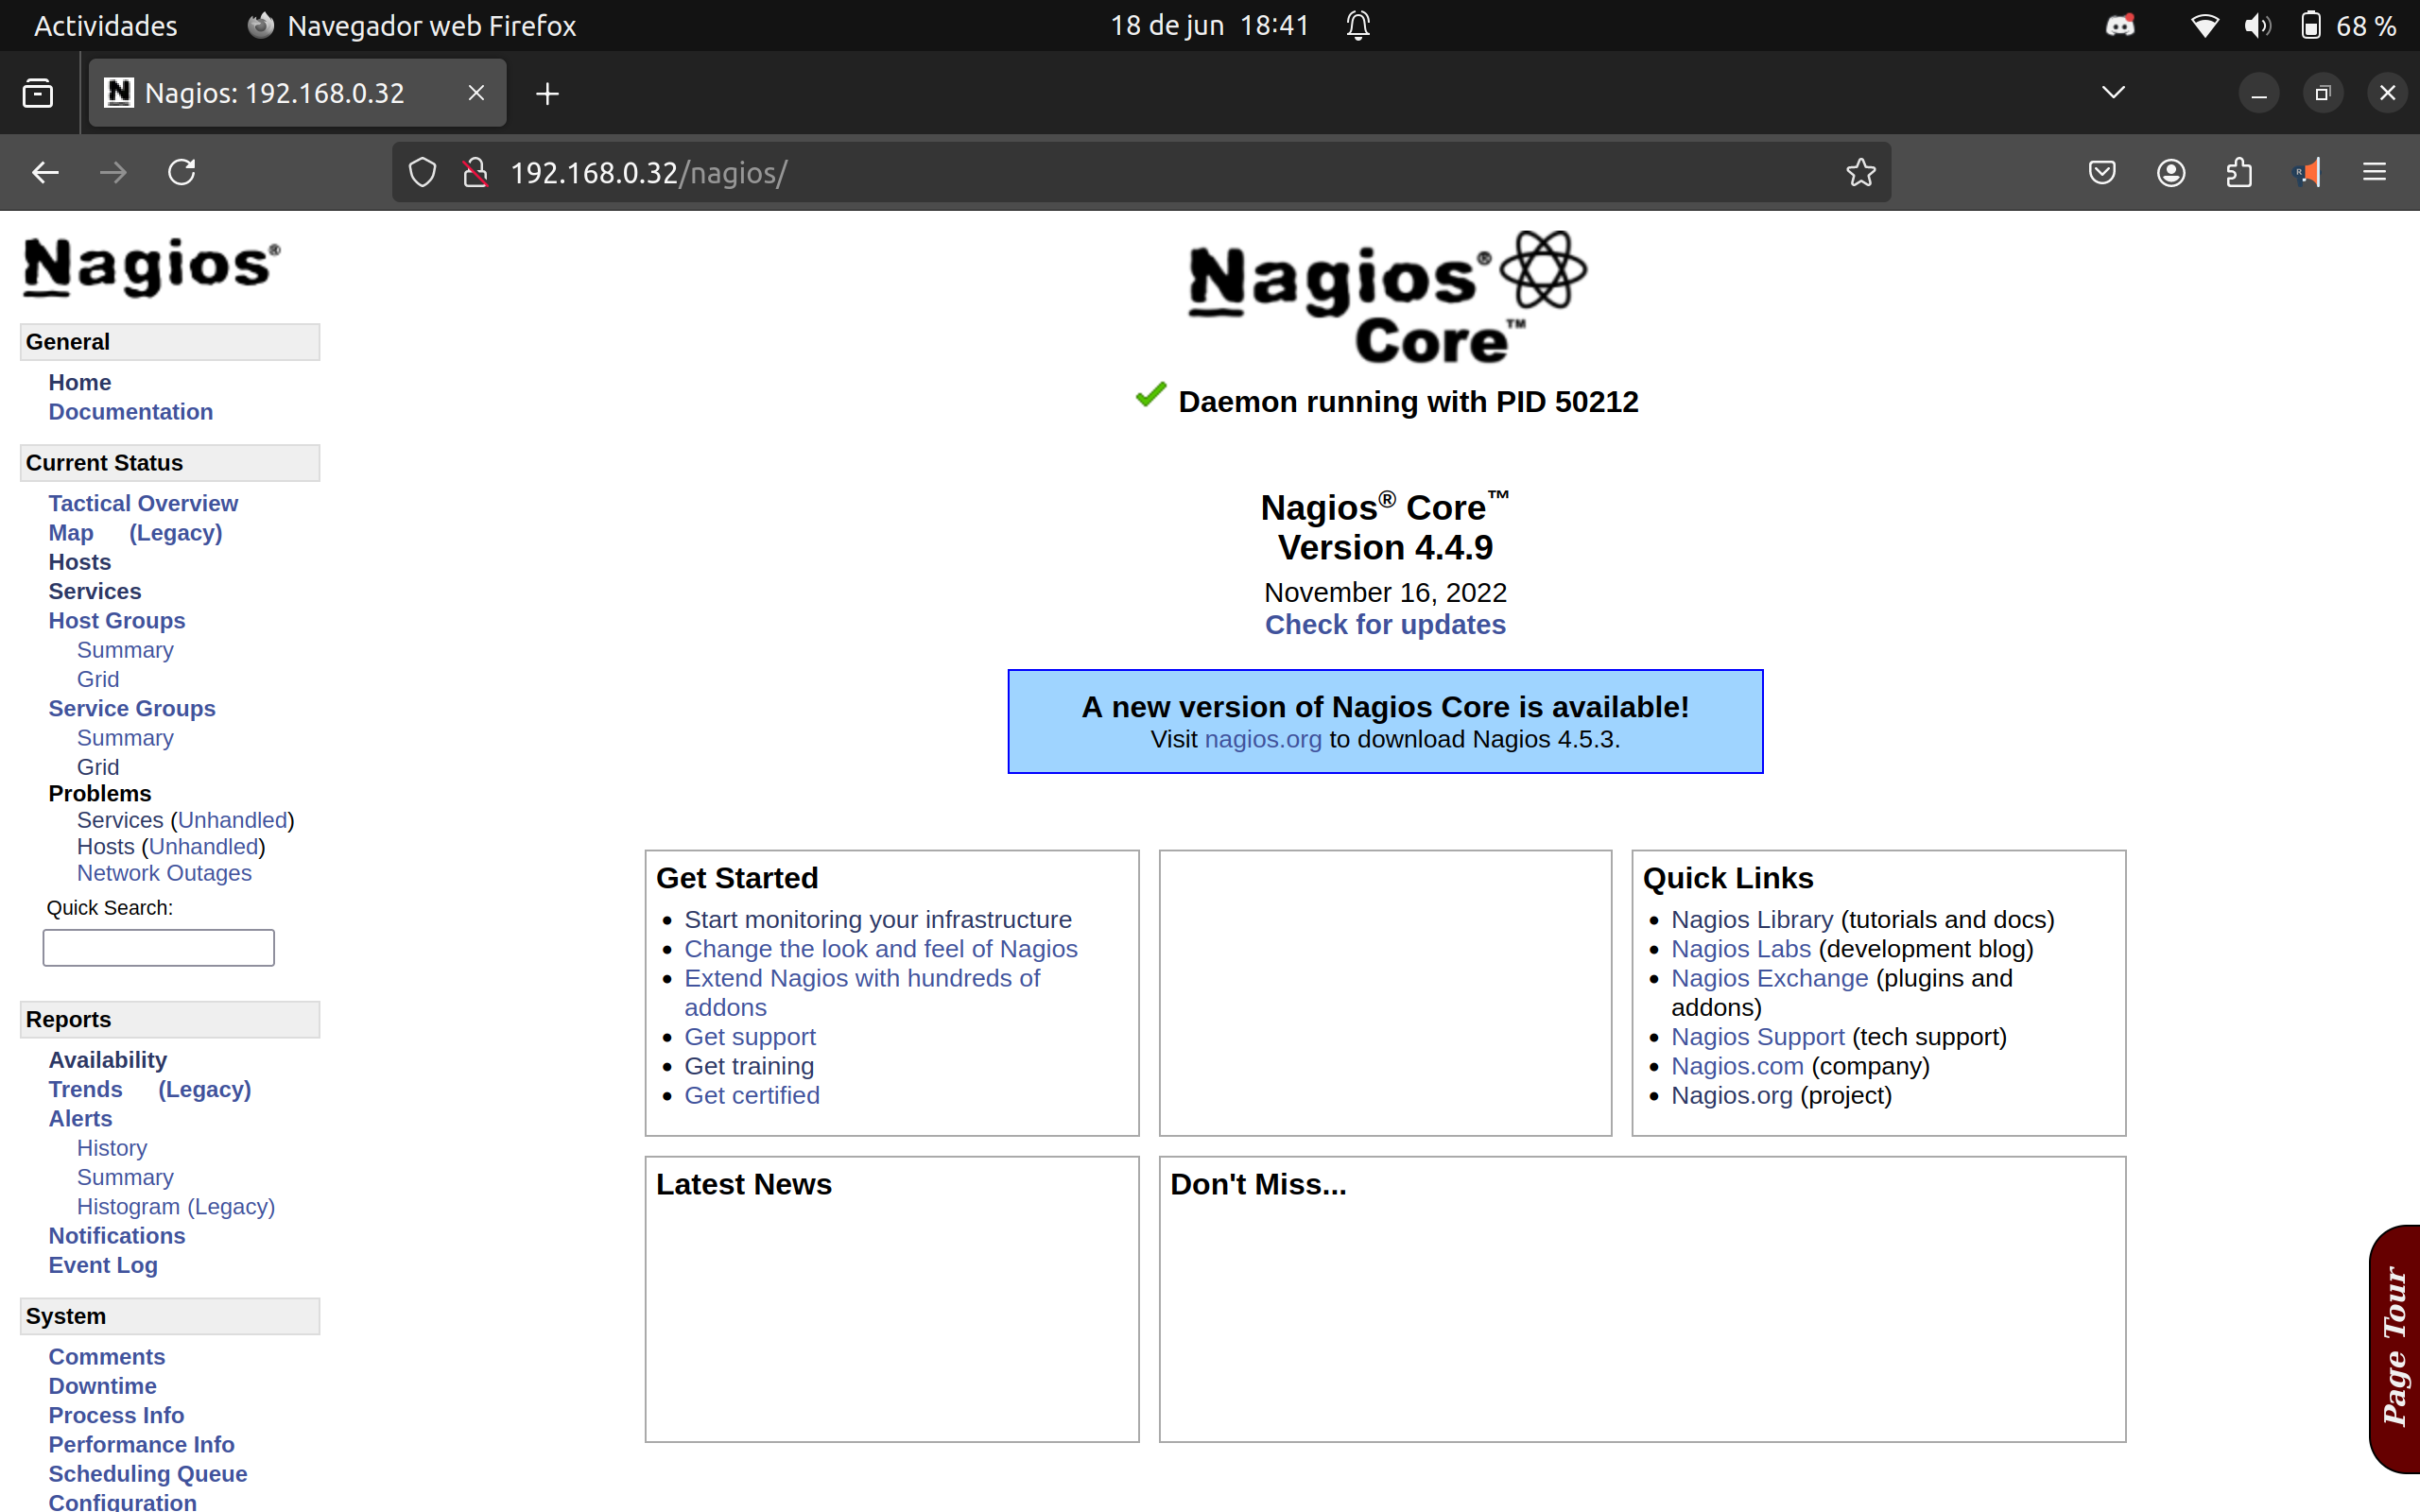 Actividades
Navegador web Firefox
18 de jun 18:41
68 %
Nagios: 192.168.0.32
192.168.0.32/nagios/
Nagios®
General
Home
Documentation
Current Status
Tactical Overview
Map (Legacy)
Hosts
Services
Host Groups
Summary
Grid
Service Groups
Summary
Grid
Problems
Services (Unhandled)
Hosts (Unhandled)
Network Outages
Quick Search:
Reports
Availability
Trends (Legacy)
Alerts
History
Summary
Histogram (Legacy)
Notifications
Event Log
System
Comments
Downtime
Process Info
Performance Info
Scheduling Queue
Configuration
Nagios®
Core™
Daemon running with PID 50212
Nagios® Core™
Version 4.4.9
November 16, 2022
Check for updates
A new version of Nagios Core is available!
Visit nagios.org to download Nagios 4.5.3.
Get Started
• Start monitoring your infrastructure
• Change the look and feel of Nagios
• Extend Nagios with hundreds of
addons
• Get support
• Get training
• Get certified
Quick Links
• Nagios Library (tutorials and docs)
• Nagios Labs (development blog)
• Nagios Exchange (plugins and
addons)
• Nagios Support (tech support)
• Nagios.com (company)
• Nagios.org (project)
Latest News
Don't Miss...
Page Tour